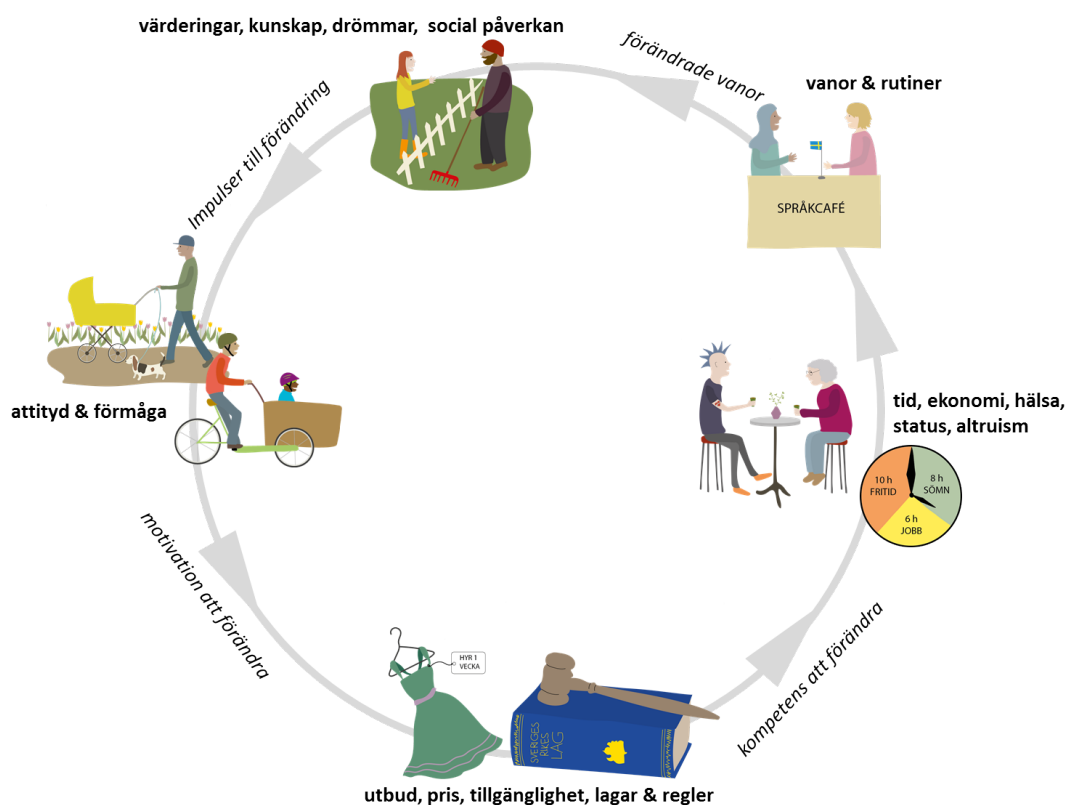 värderingar, kunskap, drömmar, social påverkan
förändrade vanor
vanor & rutiner
Impulser till förändring
SPRÅKCAFÉ
attityd & förmåga
tid, ekonomi, hälsa,
status, altruism
10 h
FRITID
8 h
SÖMN
6 h
JOBB
motivation att förändra
kompetens att förändra
HYR 1
VECKA
SVERIGES
RIKES
LAG
utbud, pris, tillgänglighet, lagar & regler